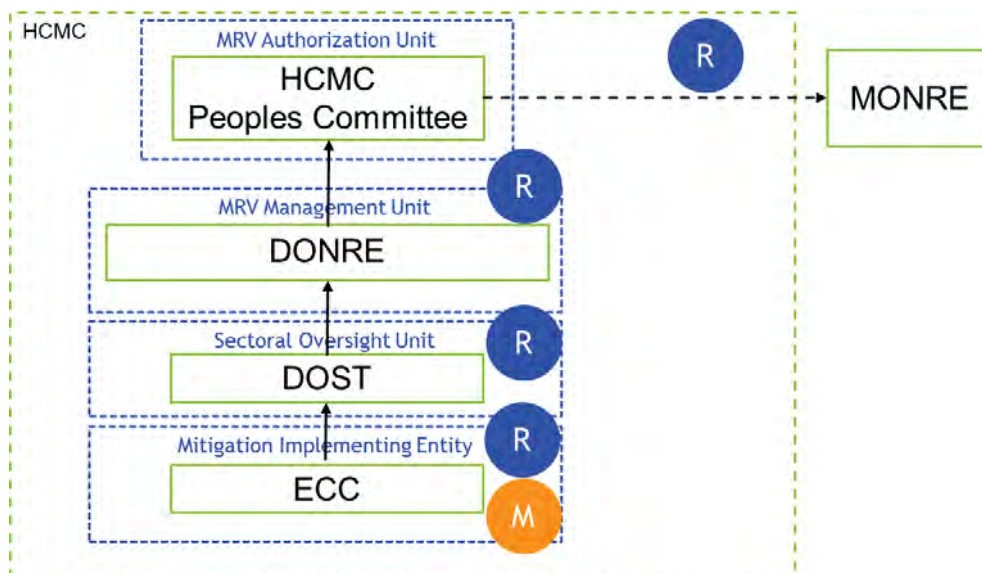 HCMC
MRV Authorization Unit
HCMC
Peoples Committee
R
MONRE
R
MRV Management Unit
DONRE
Sectoral Oversight Unit
R
DOST
Mitigation Implementing Entity
R
ECC
M